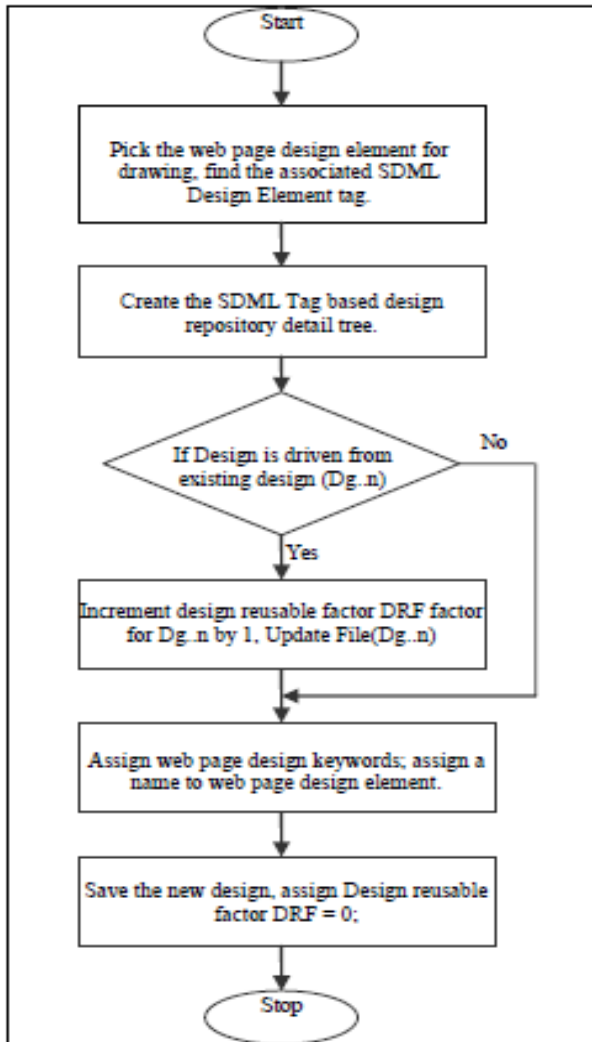 Start
Pick the web page design element for
drawing, find the associated SDML
Design Element tag.
Create the SDML Tag based design
repository detail tree.
If Design is driven from
existing design (Dg..n)
No
Yes
Increment design reusable factor DRF factor
for Dg..n by 1, Update File(Dg..n)
Assign web page design keywords; assign a
name to web page design element.
Save the new design, assign Design reusable
factor DRF = 0;
Stop